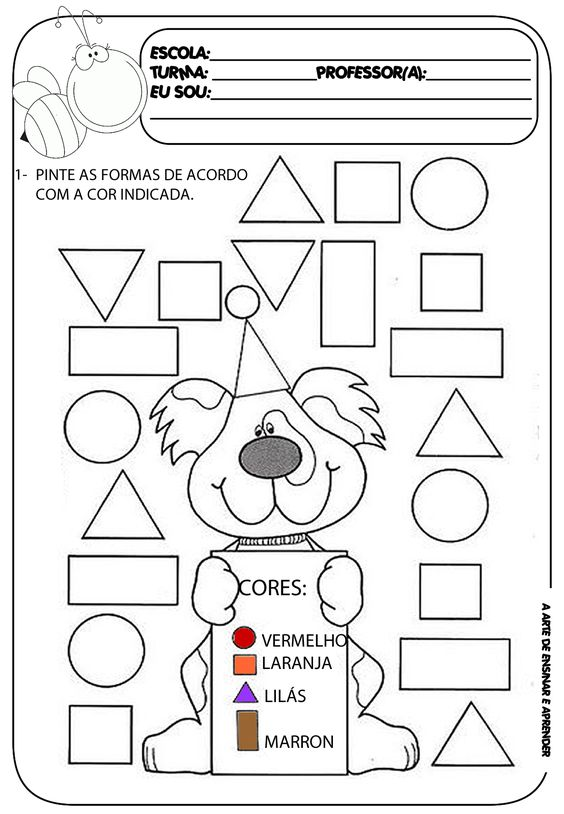 ESCOLA:
TURMA: PROFESSOR(A):
EU SOU:
1- PINTE AS FORMAS DE ACORDO
COM A COR INDICADA.
CORES:
VERMELHO
LARANJA
LILÁS
MARRON
A ARTE DE ENSINAR E APRENDER